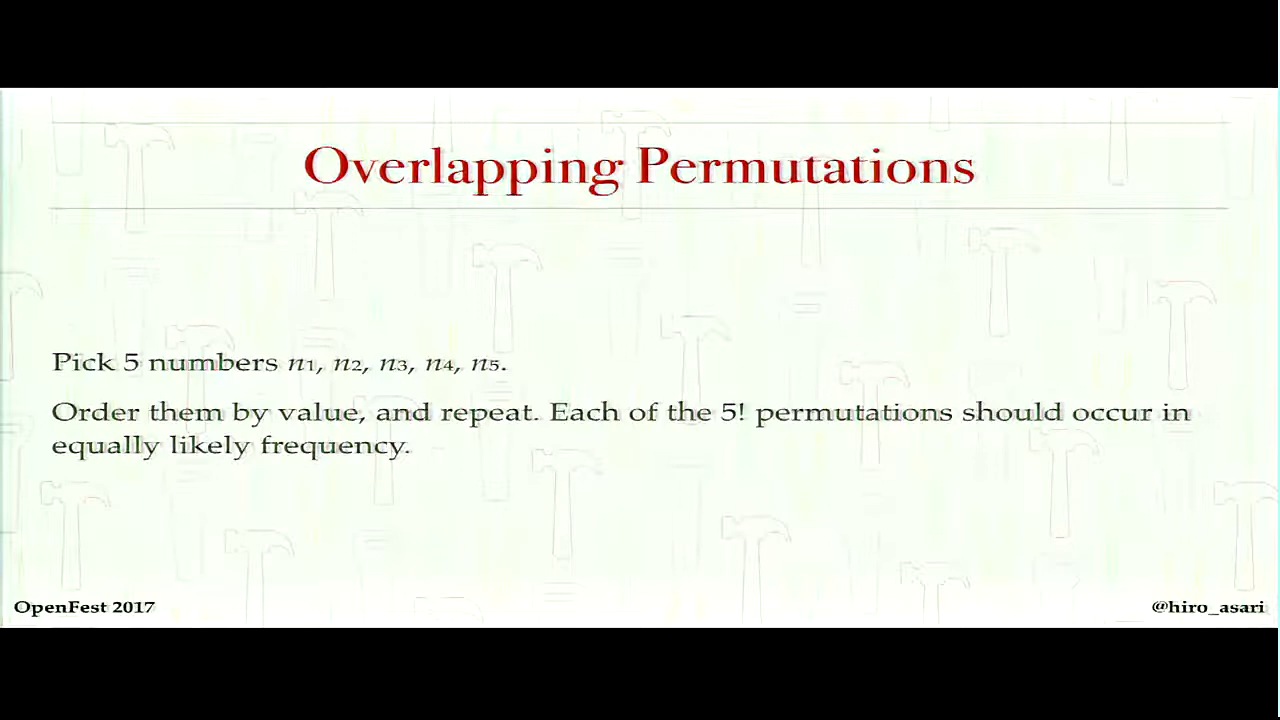 Overlapping Permutations
Pick 5 numbers n1, n2, n3, n4, n5.
Order them by value, and repeat. Each of the 5! permutations should occur in
equally likely frequency.
OpenFest 2017
@hiro_asari